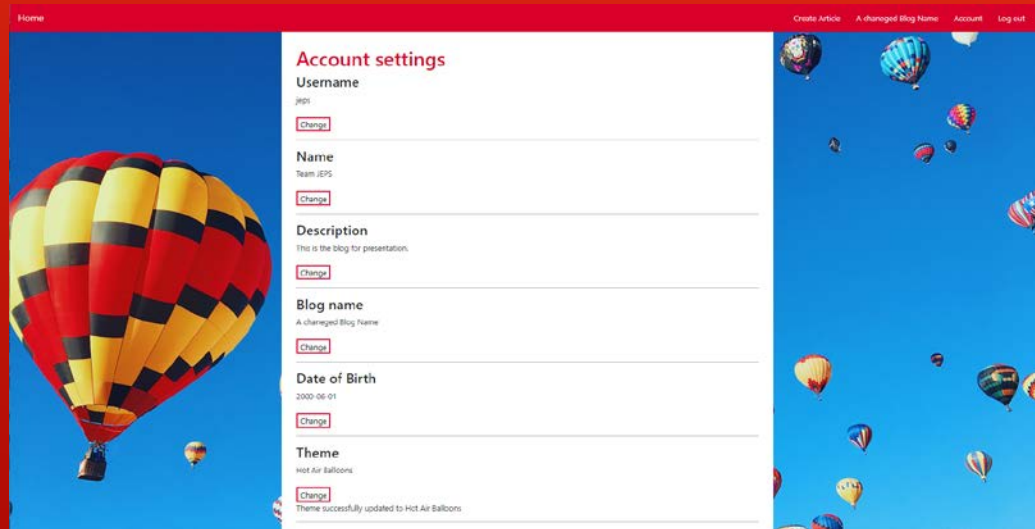 Home
Create Article
A chaneged Blog Name
Account
Log out
Account settings
Username
jeps
Change
Name
Team JEPS
Change
Description
This is the blog for presentation.
Change
Blog name
A chaneged Blog Name
Change
Date of Birth
2000-06-01
Change
Theme
Hot Air Balloons
Change
Theme successfully updated to Hot Air Balloons